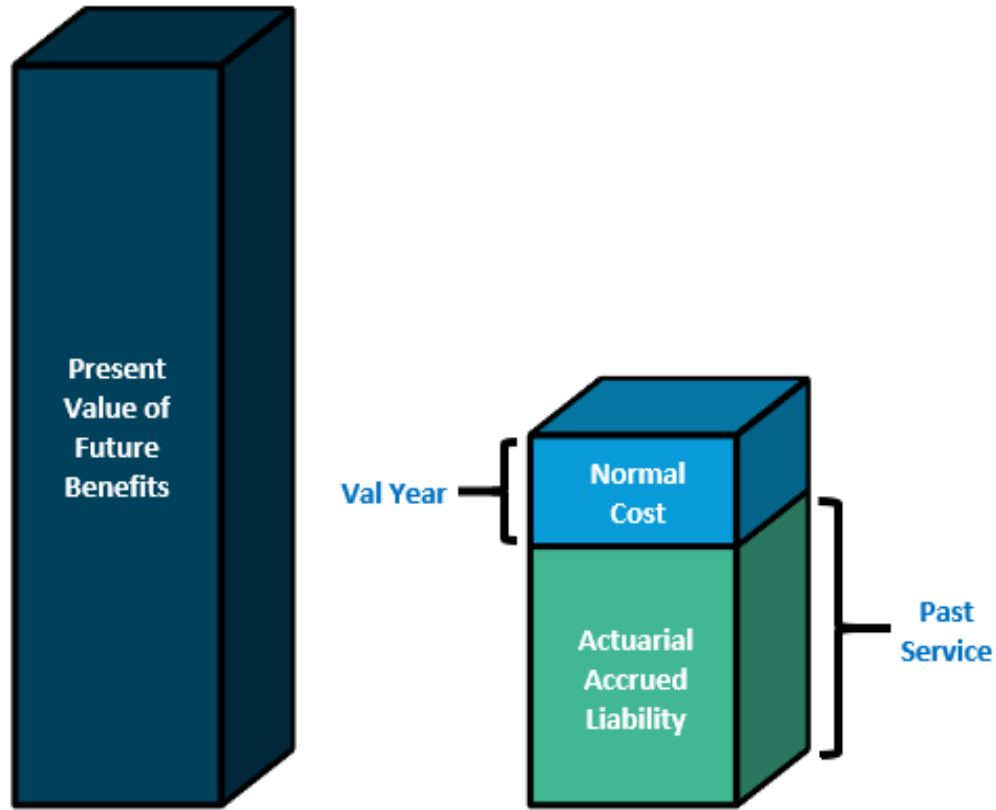 Present
Value of
Future
Benefits
Val Year
Normal
Cost
Actuarial
Accrued
Liability
Past
Service